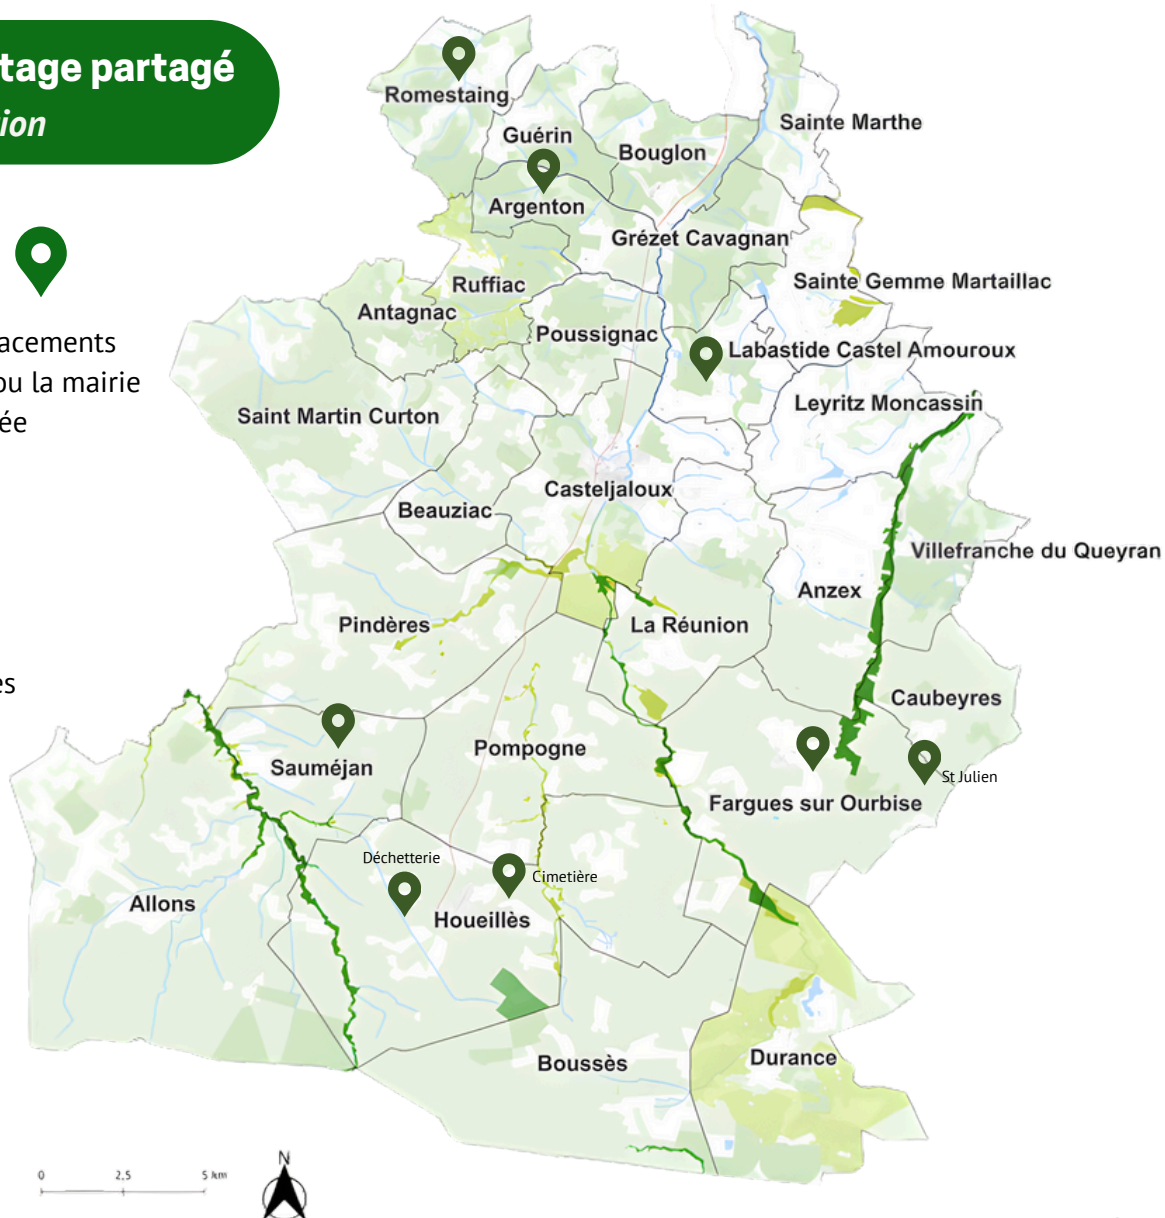 tage partagé
ion
acements
ou la mairie
ée
es
Romestaing
Sainte Marthe
Guérin
Bouglon
Argenton
Grézet Cavagnan
Ruffiac
Sainte Gemme Martaillac
Antagnac
Poussignac
Labastide Castel Amouroux
Leyritz Moncassin
Saint Martin Curton
Casteljaloux
Beauziac
Villefranche du Queyran
Anzex
Pindères
La Réunion
Caubeyres
Pompogne
Sauméjan
St Julien
Fargues sur Ourbise
Déchetterie
Cimetière
Allons
Houeillès
Boussès
Durance
0 2,5 5 km
N